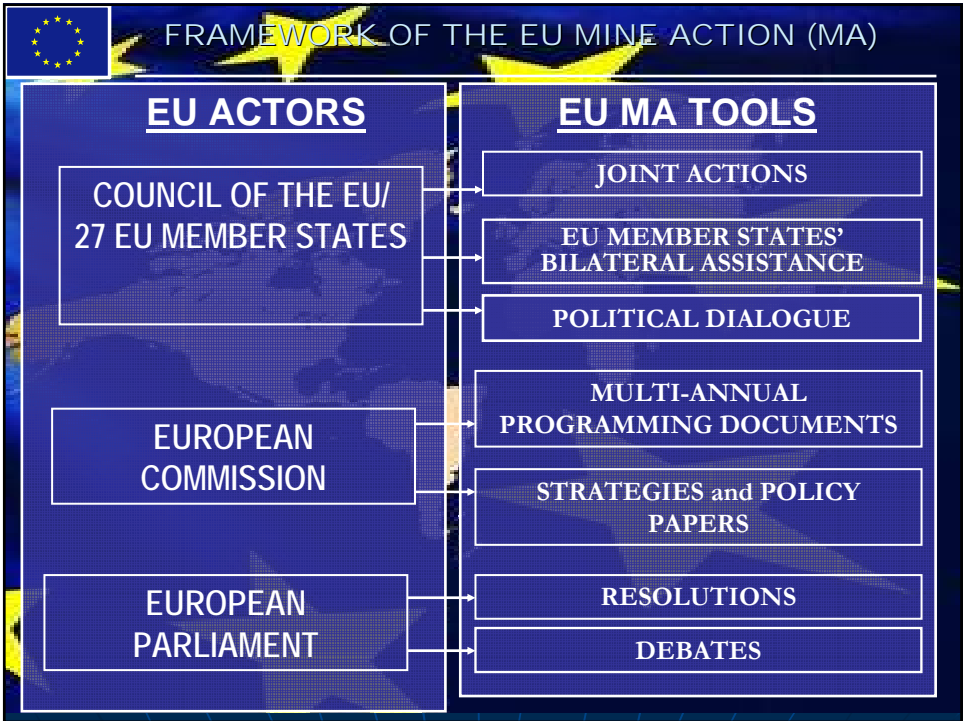 FRAMEWORK OF THE EU MINE ACTION (MA)
EU ACTORS
COUNCIL OF THE EU/
27 EU MEMBER STATES
EUROPEAN
COMMISSION
EUROPEAN
PARLIAMENT
EU MA TOOLS
JOINT ACTIONS
EU MEMBER STATES’
BILATERAL ASSISTANCE
POLITICAL DIALOGUE
MULTI-ANNUAL
PROGRAMMING DOCUMENTS
STRATEGIES and POLICY
PAPERS
RESOLUTIONS
DEBATES